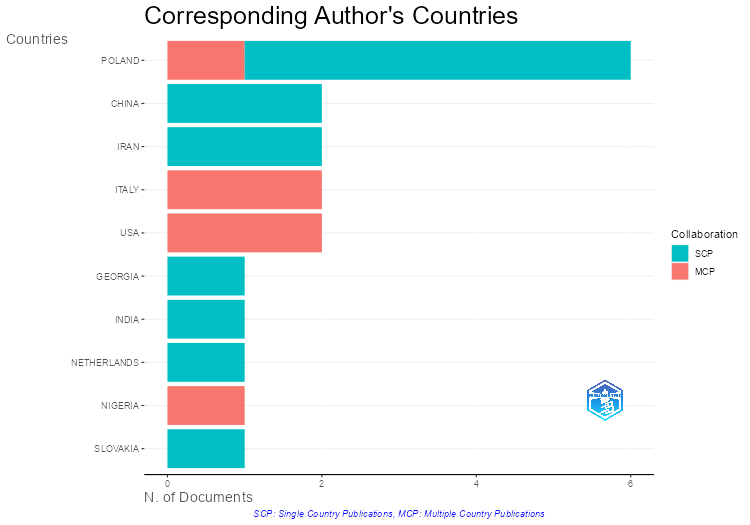 Corresponding Author's Countries
Countries
POLAND
CHINA
IRAN
ITALY
USA
GEORGIA
INDIA
NETHERLANDS
NIGERIA
SLOVAKIA
0 2 4 6
N. of Documents
SCP: Single Country Publications, MCP: Multiple Country Publications
Collaboration
SCP
MCP